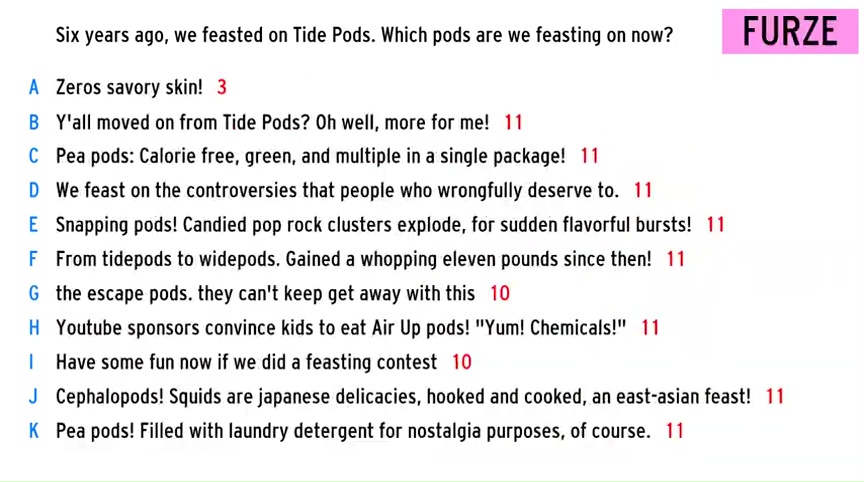 Six years ago, we feasted on Tide Pods. Which pods are we feasting on now?
FURZE
A Zeros savory skin! 3
B Y'all moved on from Tide Pods? Oh well, more for me! 11
C Pea pods: Calorie free, green, and multiple in a single package! 11
D We feast on the controversies that people who wrongfully deserve to. 11
E Snapping pods! Candied pop rock clusters explode, for sudden flavorful bursts! 11
F From tidepods to widepods. Gained a whopping eleven pounds since then! 11
G the escape pods. they can't keep get away with this 10
H Youtube sponsors convince kids to eat Air Up pods! "Yum! Chemicals!" 11
I Have some fun now if we did a feasting contest 10
J Cephalopods! Squids are japanese delicacies, hooked and cooked, an east-asian feast! 11
K Pea pods! Filled with laundry detergent for nostalgia purposes, of course. 11